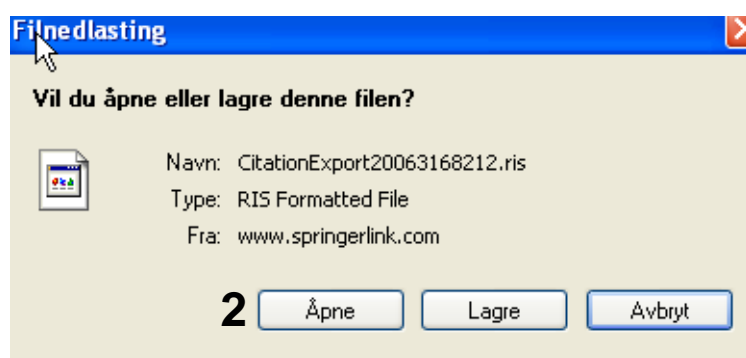 Filnedlasting
Vil du åpne eller lagre denne filen?
Navn: CitationExport20063168212.ris
Type: RIS Formatted File
Fra: www.springerlink.com
2 Åpne Lagre Avbryt